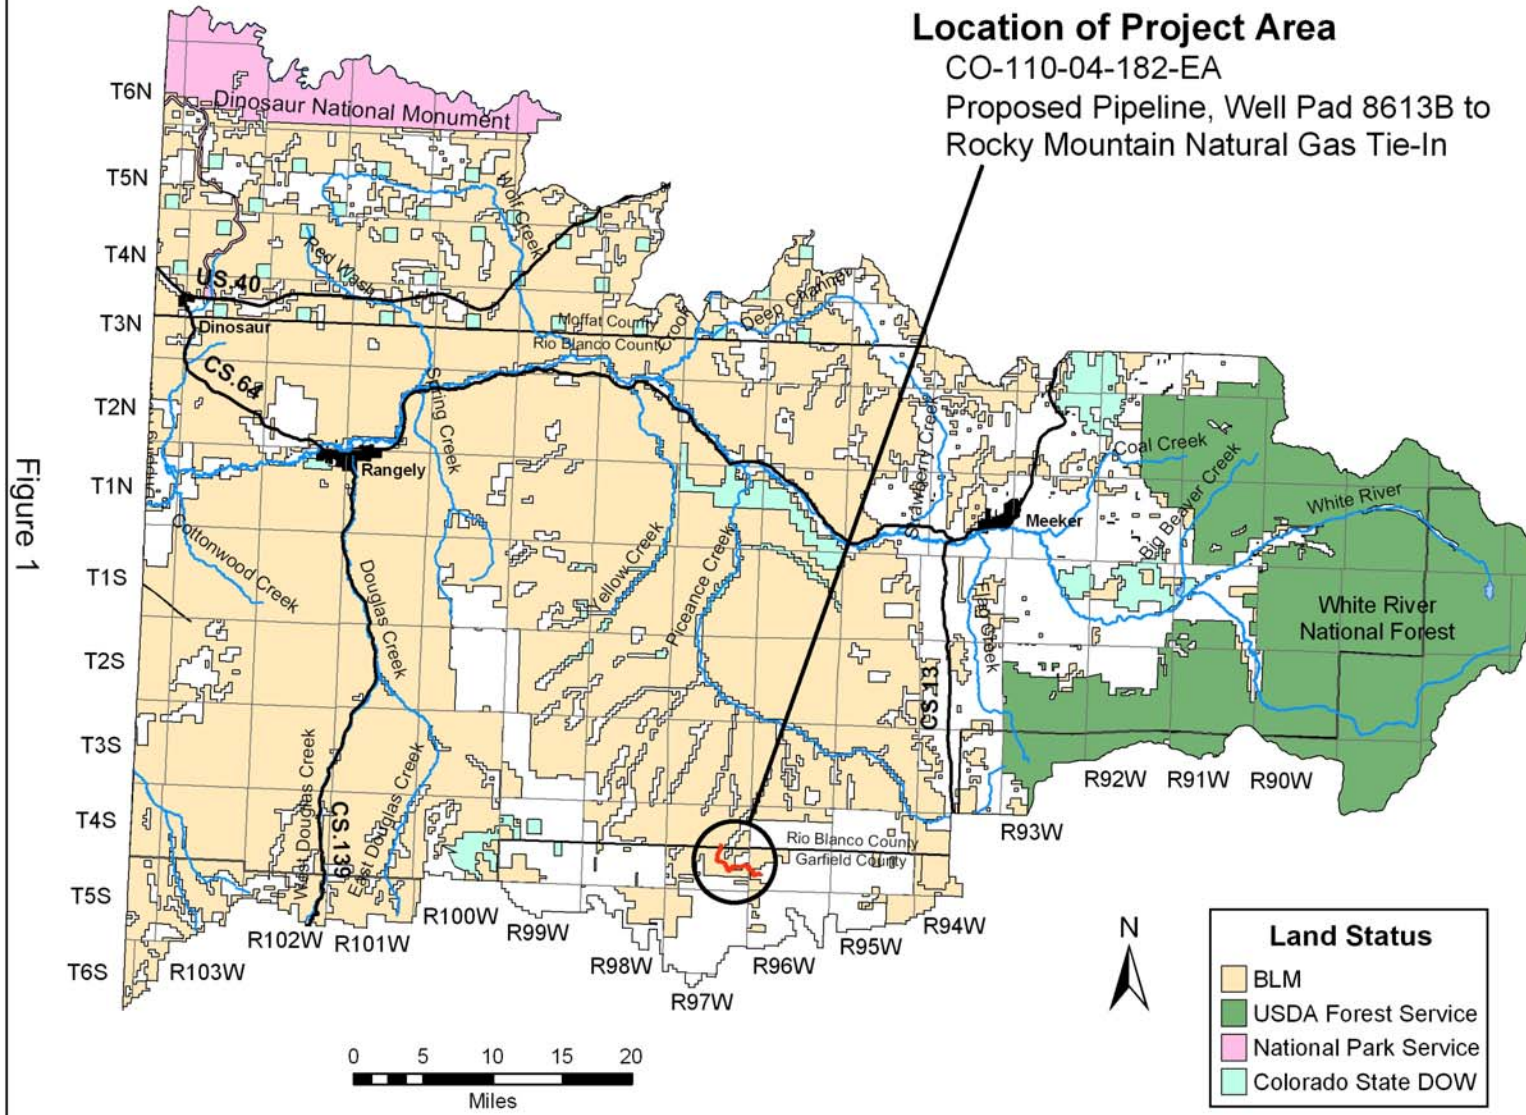 Location of Project Area
CO-110-04-182-EA
Proposed Pipeline, Well Pad 8613B to
Rocky Mountain Natural Gas Tie-In
T6N
Dinosaur National Monument
T5N
Wolf Creek
T4N
Red Wash
US.40
Deep Channel
T3N
Dinosaur
Moffat County
Rio Blanco County
Crook
CS.64
Spring Creek
T2N
Strawberry Creek
Coal Creek
Rangely
Big Beaver Creek
White River
T1N
Meeker
Figure 1
Cottonwood Creek
Yellow Creek
Piceance Creek
T1S
Douglas Creek
Flag Creek
White River
National Forest
T2S
CS.13
T3S
West Douglas Creek
East Douglas Creek
R92W
R91W
R90W
CS.139
T4S
R93W
Rio Blanco County
Garfield County
T5S
R100W
R99W
R94W
R102W
R101W
R95W
T6S
R103W
R98W
R96W
R97W
N
Land Status
BLM
USDA Forest Service
National Park Service
Colorado State DOW
0 5 10 15 20
Miles